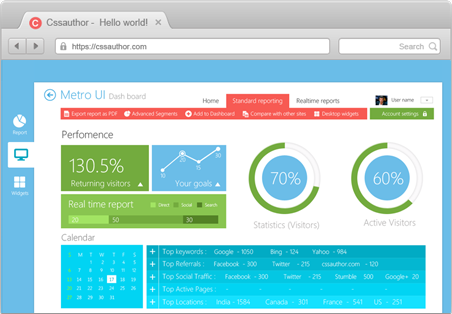 Cssauthor - Hello world!
https://cssauthor.com
Search
Metro UI Dash board
Home Standard reporting Realtime reports
User name
Export report as PDF Advanced Segments Add to Dashboard Compare with other sites Desktop widgets
Account settings
Report
Widgets
Perfomence
130.5%
Returning visitors
20 15 30
10
Your goals
70%
Statistics (Visitors)
60%
Active Visitors
Real time report
Direct Social Search
20 50 30
Calendar
S M T W T F S
+ Top keywords : Google - 1050 Bing - 124 Yahoo - 984
+ Top Referrals : Facebook - 300 Twitter - 215 cssauthor.com - 120
+ Top Social Traffic : Facebook - 300 Twitter - 215 Stumble 500 Google+ 20
+ Top Active Pages : -
+ Top Locations : India - 1584 Canada - 301 France - 541 US - 251